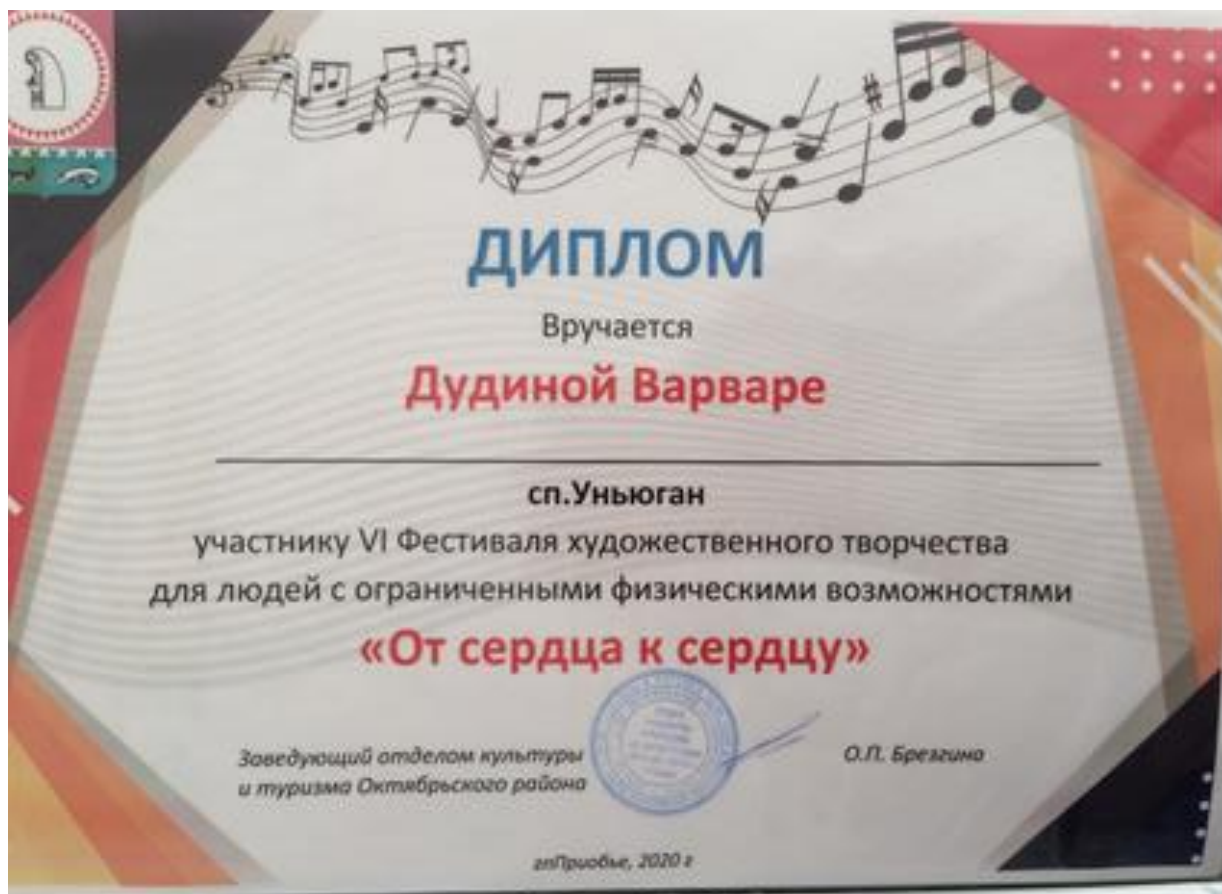 ДИПЛОМ
Вручается
Дудиной Варваре
сп.Уньюган
участнику VI Фестиваля художественного творчества
для людей с ограниченными физическими возможностями
«От сердца к сердцу»
Заведующий отделом культуры
и туризма Октябрьского района
О.П. Брезгина
гпПриобье, 2020 г